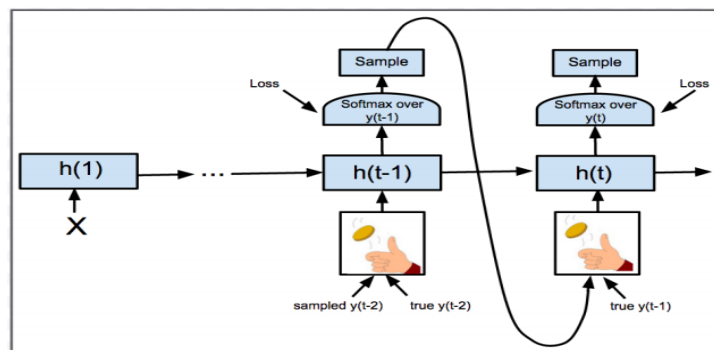 Sample
Sample
Loss
Loss
Softmax over
y(t-1)
Softmax over
y(t)
h(1)
...
h(t-1)
h(t)
X
sampled y(t-2)
true y(t-2)
true y(t-1)